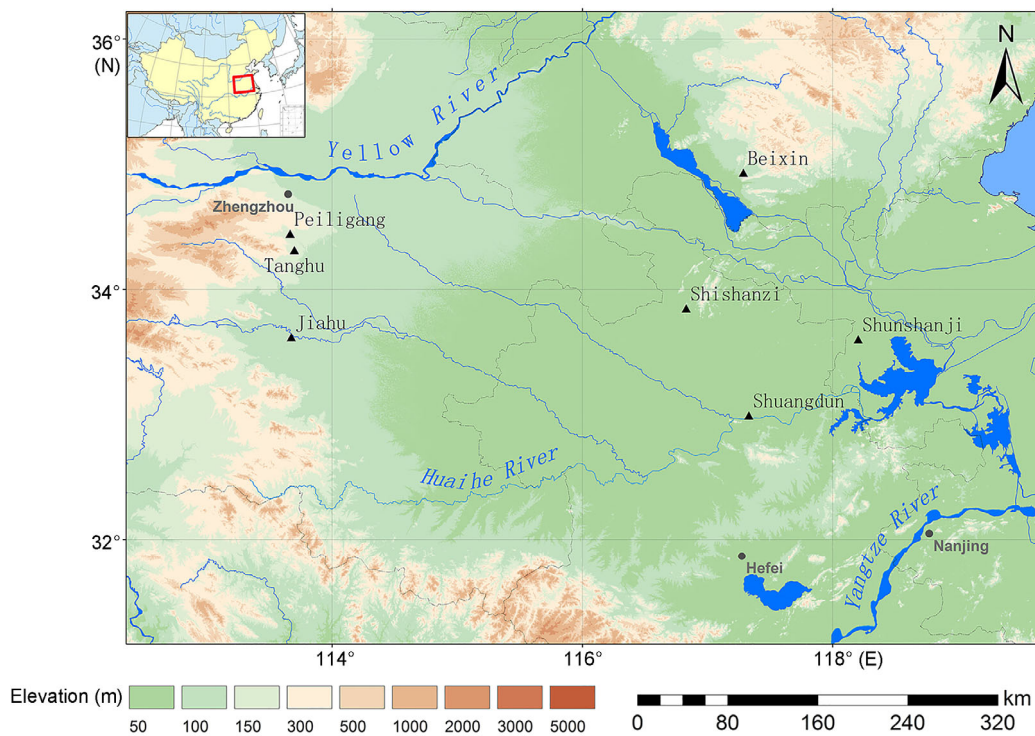 36°
(N)
N
Yellow River
Beixin
Zhengzhou
Peiligang
Tanghu
34°
Shishanzi
Jiahu
Shunshanji
Shuangdun
Huaihe River
Yangtze River
32°
Nanjing
Hefei
114°
116°
118° (E)
Elevation (m)
50 100 150 300 500 1000 2000 3000 5000
km
0 80 160 240 320